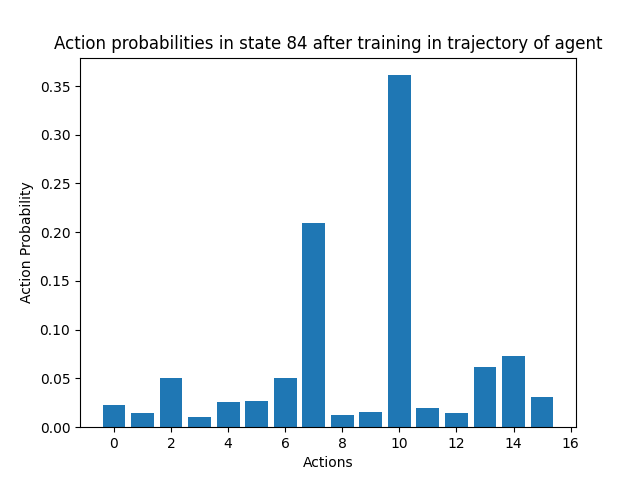 Action probabilities in state 84 after training in trajectory of agent
0.35
0.30
0.25
0.20
0.15
0.10
0.05
0.00
Action Probability
0 2 4 6 8 10 12 14 16
Actions